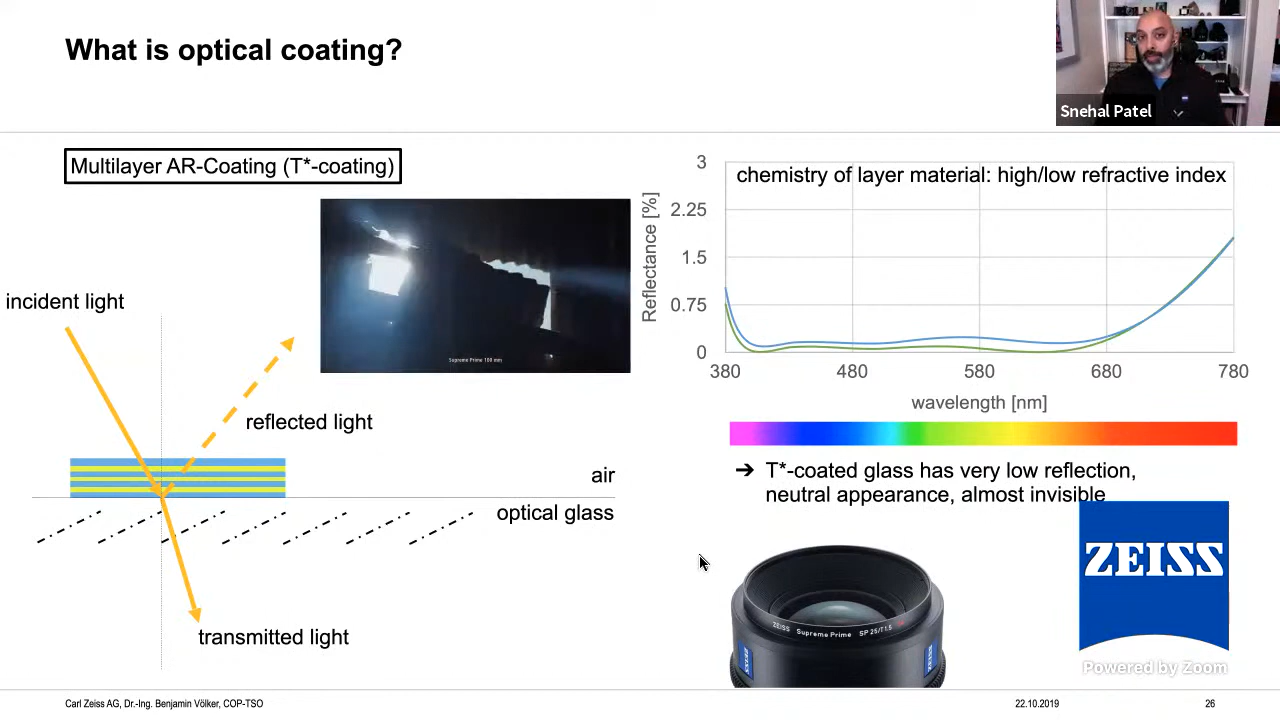 What is optical coating?
Snehal Patel
Multilayer AR-Coating (T*-coating)
incident light
reflected light
air
optical glass
transmitted light
Supreme Prime 100 mm
chemistry of layer material: high/low refractive index
Reflectance [%]
3
2.25
1.5
0.75
0
380
480
580
680
780
wavelength [nm]
➔ T*-coated glass has very low reflection,
neutral appearance, almost invisible
ZEISS Supreme Prime SP 25/T1.5
ZEISS
ZEISS
ZEISS
Powered by Zoom
Carl Zeiss AG, Dr.-Ing. Benjamin Völker, COP-TSO
22.10.2019
26